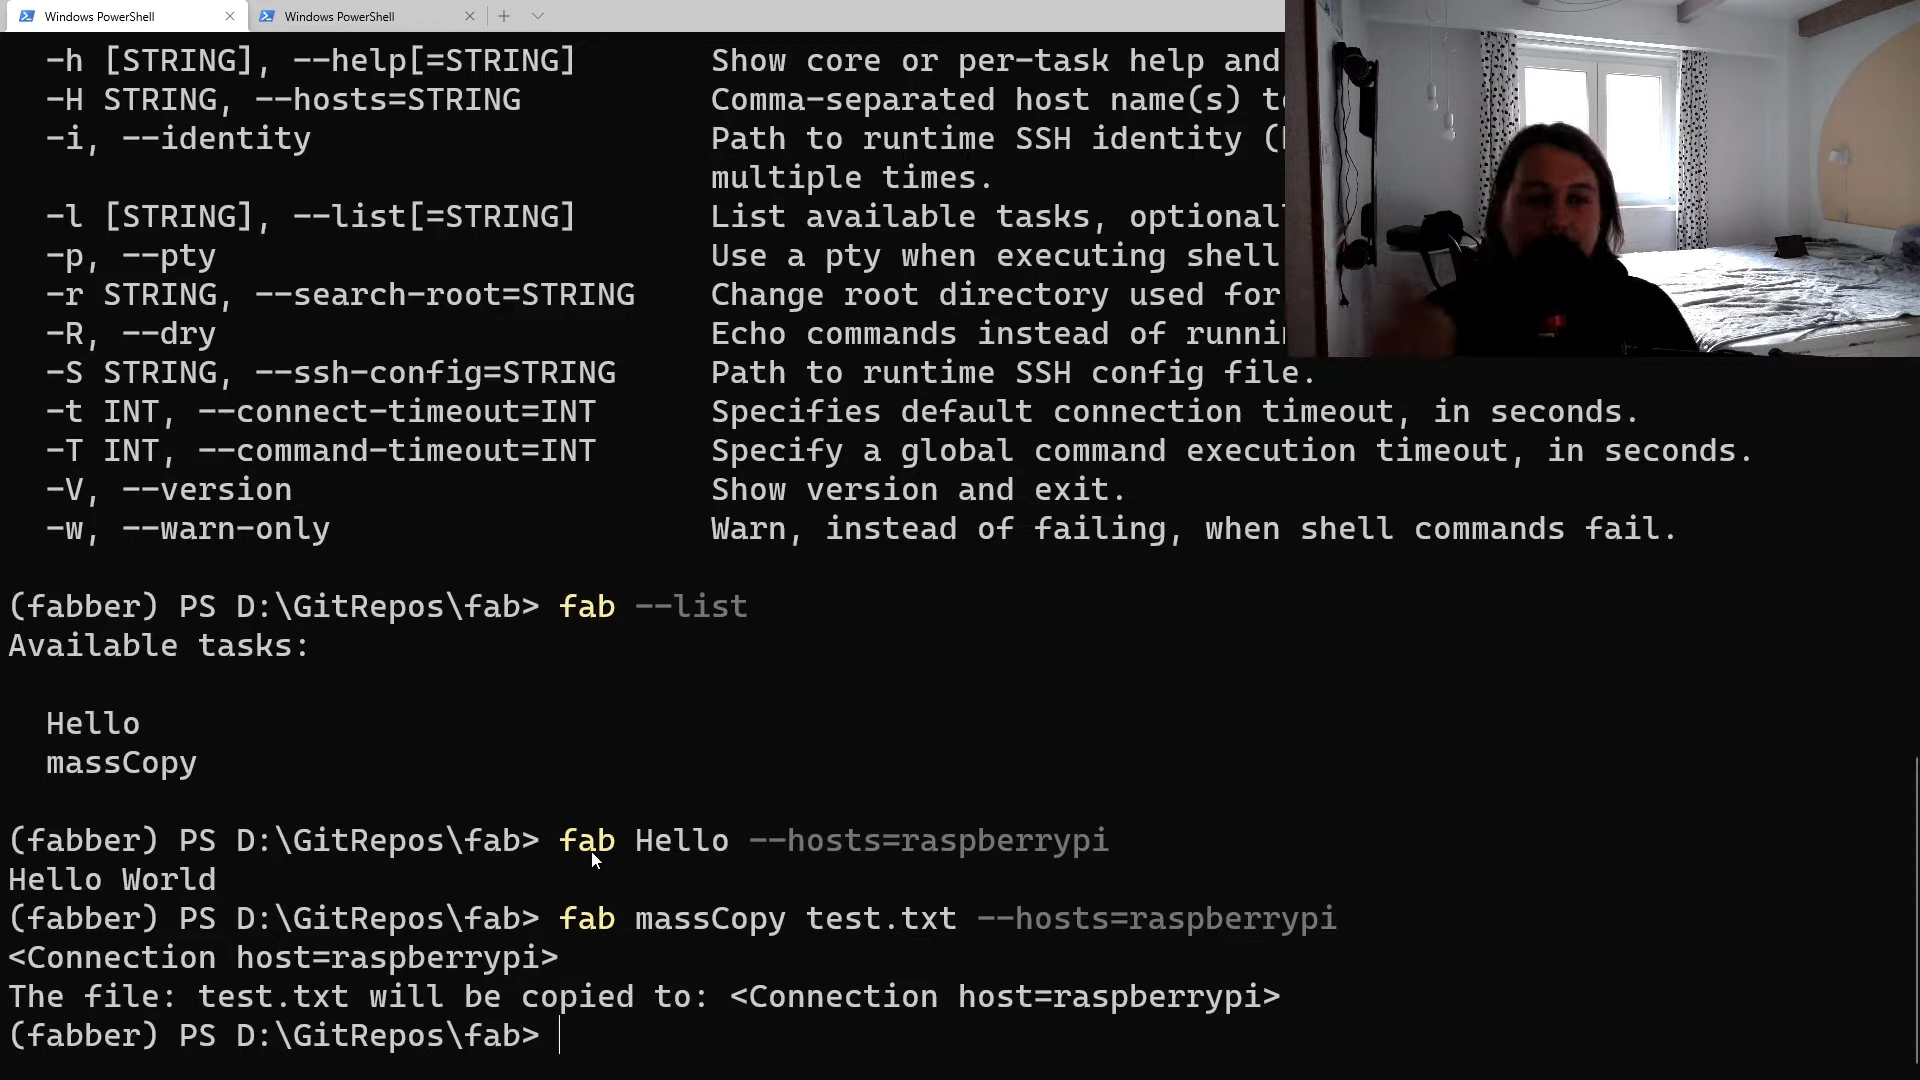 Windows PowerShell
Windows PowerShell
-h [STRING], --help[=STRING] Show core or per-task help and
-H STRING, --hosts=STRING Comma-separated host name(s) to
-i, --identity Path to runtime SSH identity (
multiple times.
-l [STRING], --list[=STRING] List available tasks, optional
-p, --pty Use a pty when executing shell
-r STRING, --search-root=STRING Change root directory used for
-R, --dry Echo commands instead of runni
-S STRING, --ssh-config=STRING Path to runtime SSH config file.
-t INT, --connect-timeout=INT Specifies default connection timeout, in seconds.
-T INT, --command-timeout=INT Specify a global command execution timeout, in seconds.
-V, --version Show version and exit.
-w, --warn-only Warn, instead of failing, when shell commands fail.
(fabber) PS D:\GitRepos\fab> fab --list
Available tasks:
Hello
massCopy
(fabber) PS D:\GitRepos\fab> fab Hello --hosts=raspberrypi
Hello World
(fabber) PS D:\GitRepos\fab> fab massCopy test.txt --hosts=raspberrypi
<Connection host=raspberrypi>
The file: test.txt will be copied to: <Connection host=raspberrypi>
(fabber) PS D:\GitRepos\fab>